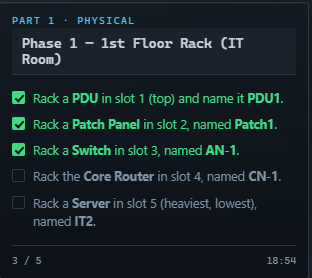 PART 1 · PHYSICAL
Phase 1 — 1st Floor Rack (IT
Room)
Rack a PDU in slot 1 (top) and name it PDU1.
Rack a Patch Panel in slot 2, named Patch1.
Rack a Switch in slot 3, named AN-1.
Rack the Core Router in slot 4, named CN-1.
Rack a Server in slot 5 (heaviest, lowest),
named IT2.
3 / 5
18:54